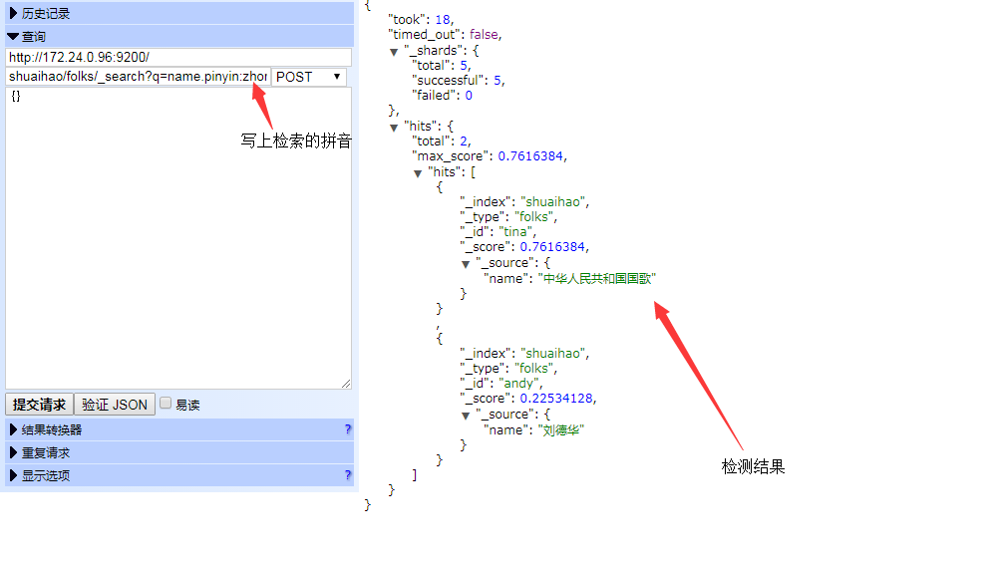 历史记录
查询
http://172.24.0.96:9200/
shuaihao/folks/_search?q=name.pinyin:zhon POST
{}
写上检索的拼音
提交请求 验证 JSON 易读
结果转换器 ?
重复请求
显示选项 ?
{
"took": 18,
"timed_out": false,
"_shards": {
"total": 5,
"successful": 5,
"failed": 0
},
"hits": {
"total": 2,
"max_score": 0.7616384,
"hits": [
{
"_index": "shuaihao",
"_type": "folks",
"_id": "tina",
"_score": 0.7616384,
"_source": {
"name": "中华人民共和国国歌"
}
}
,
{
"_index": "shuaihao",
"_type": "folks",
"_id": "andy",
"_score": 0.22534128,
"_source": {
"name": "刘德华"
}
}
]
}
}
检测结果